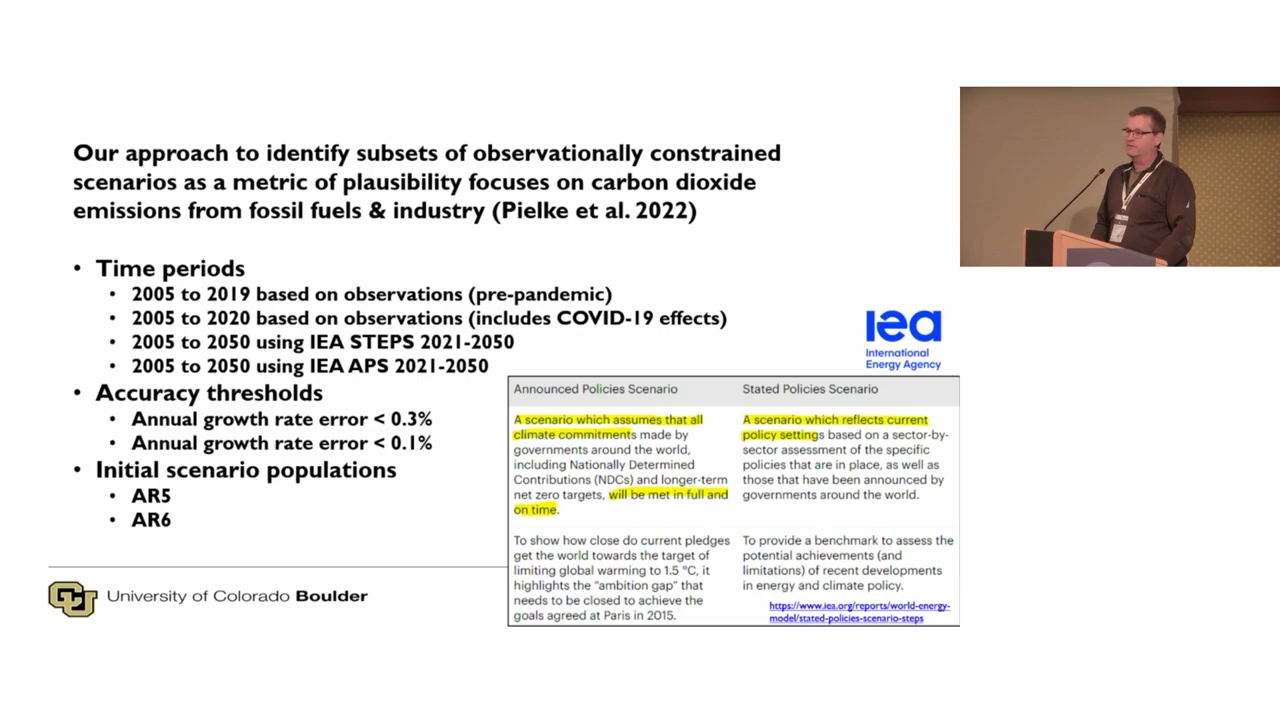 Our approach to identify subsets of observationally constrained
scenarios as a metric of plausibility focuses on carbon dioxide
emissions from fossil fuels & industry (Pielke et al. 2022)
• Time periods
• 2005 to 2019 based on observations (pre-pandemic)
• 2005 to 2020 based on observations (includes COVID-19 effects)
• 2005 to 2050 using IEA STEPS 2021-2050
• 2005 to 2050 using IEA APS 2021-2050
• Accuracy thresholds
• Annual growth rate error < 0.3%
• Annual growth rate error < 0.1%
• Initial scenario populations
• AR5
• AR6
iea
International
Energy Agency
Announced Policies Scenario
A scenario which assumes that all
climate commitments made by
governments around the world,
including Nationally Determined
Contributions (NDCs) and longer-term
net zero targets, will be met in full and
on time.
To show how close do current pledges
get the world towards the target of
limiting global warming to 1.5 °C, it
highlights the "ambition gap" that
needs to be closed to achieve the
goals agreed at Paris in 2015.
Stated Policies Scenario
A scenario which reflects current
policy settings based on a sector-by-
sector assessment of the specific
policies that are in place, as well as
those that have been announced by
governments around the world.
To provide a benchmark to assess the
potential achievements (and
limitations) of recent developments
in energy and climate policy.
https://www.iea.org/reports/world-energy-
model/stated-policies-scenario-steps
CU
University of Colorado Boulder